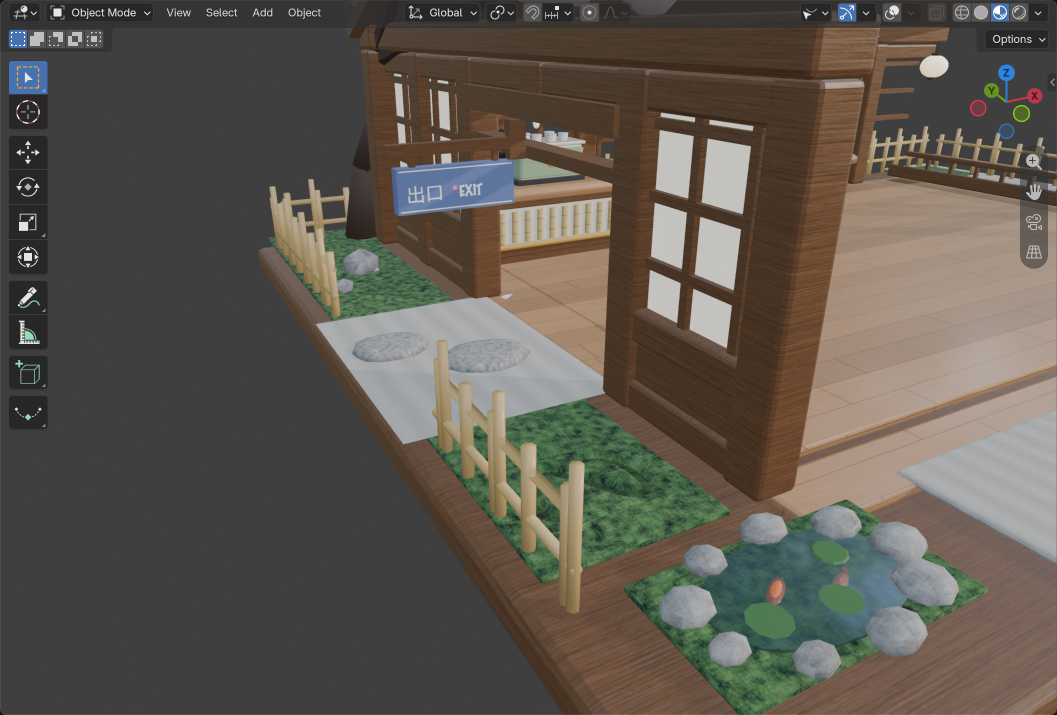 Object Mode
View
Select
Add
Object
Global
Options
Z
Y
X
出口 EXIT